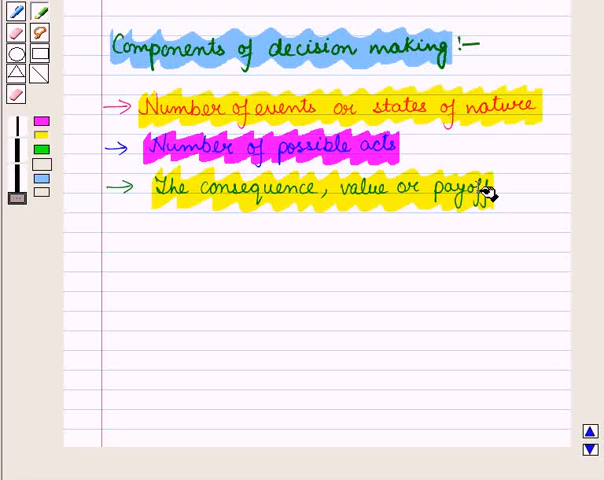 Components of decision making :-
→ Number of events or states of nature
→ Number of possible acts
→ The consequence, value or payoff